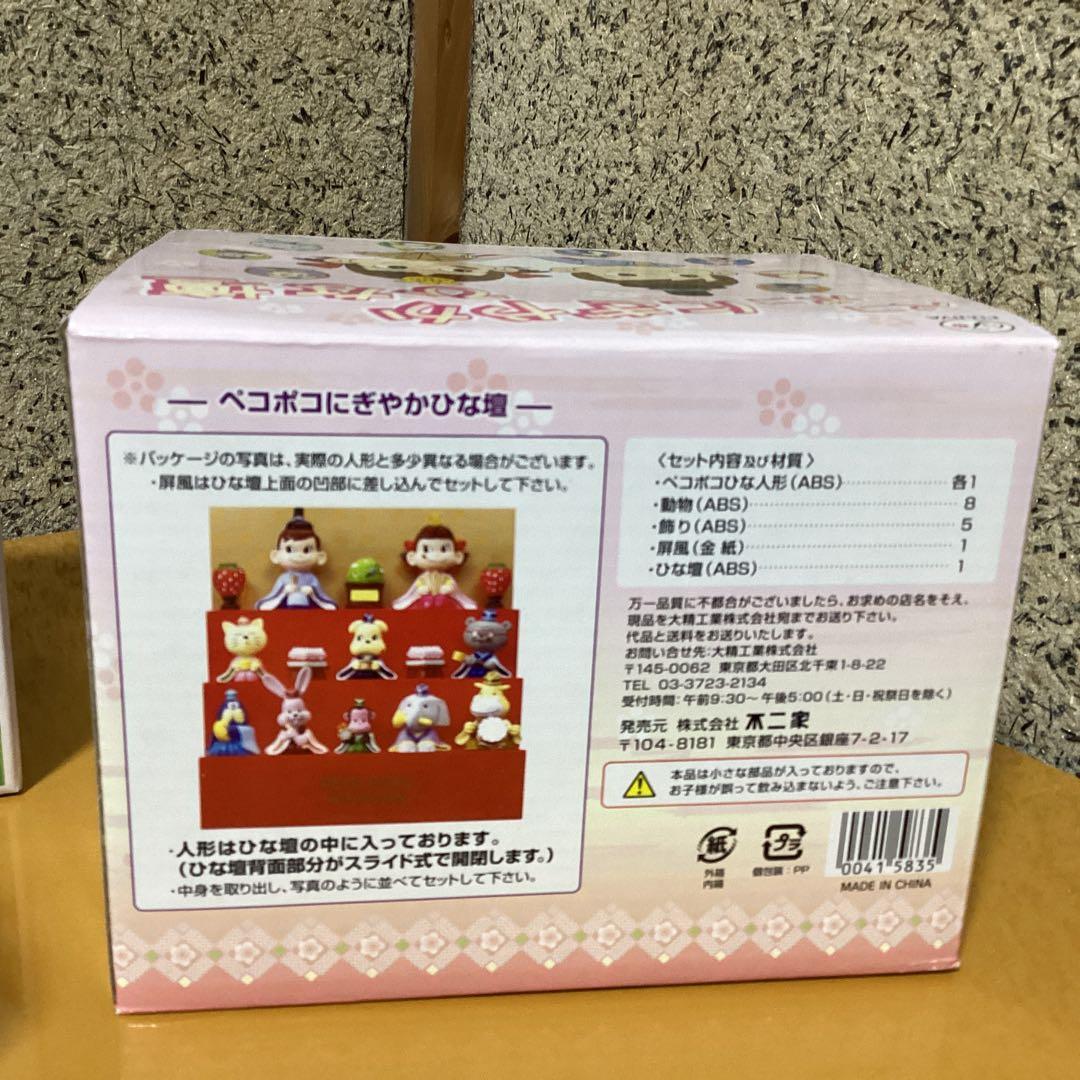 にぎやか
ひな壇
― ペコポコにぎやかひな壇 ―
※パッケージの写真は、実際の人形と多少異なる場合がございます。
・屏風はひな壇上面の凹部に差し込んでセットして下さい。
・人形はひな壇の中に入っております。
(ひな壇背面部分がスライド式で開閉します。)
・中身を取り出し、写真のように並べてセットして下さい。
〈セット内容及び材質〉
・ペコポコひな人形(ABS)……………各1
・動物(ABS)……………8
・飾り(ABS)……………5
・屏風(金 紙)……………1
・ひな壇(ABS)……………1
万一品質に不都合がございましたら、お求めの店名をそえ、
現品を大精工業株式会社宛までお送り下さい。
代品と送料をお送りいたします。
お問い合せ先:大精工業株式会社
〒145-0062 東京都大田区北千束1-8-22
TEL 03-3723-2134
受付時間:午前9:30~午後5:00(土・日・祝祭日を除く)
発売元 株式会社 不二家
〒104-8181 東京都中央区銀座7-2-17
本品は小さな部品が入っておりますので、
お子様が誤って飲み込まないよう、ご注意下さい。
紙
外箱
内箱
プラ
個包装:PP
0041 5835
MADE IN CHINA